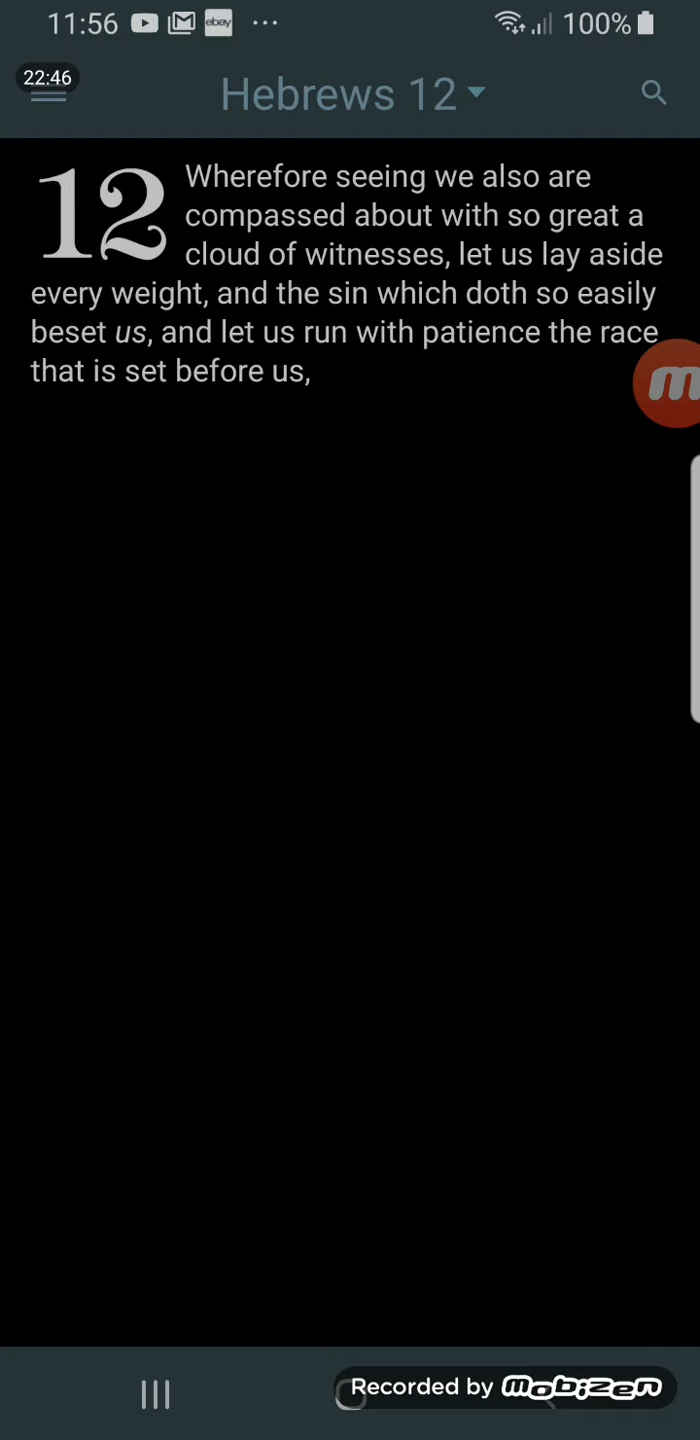 11:56 ebay ... 100%
22:46
Hebrews 12
12 Wherefore seeing we also are
compassed about with so great a
cloud of witnesses, let us lay aside
every weight, and the sin which doth so easily
beset us, and let us run with patience the race
that is set before us,
m
Recorded by mobizen